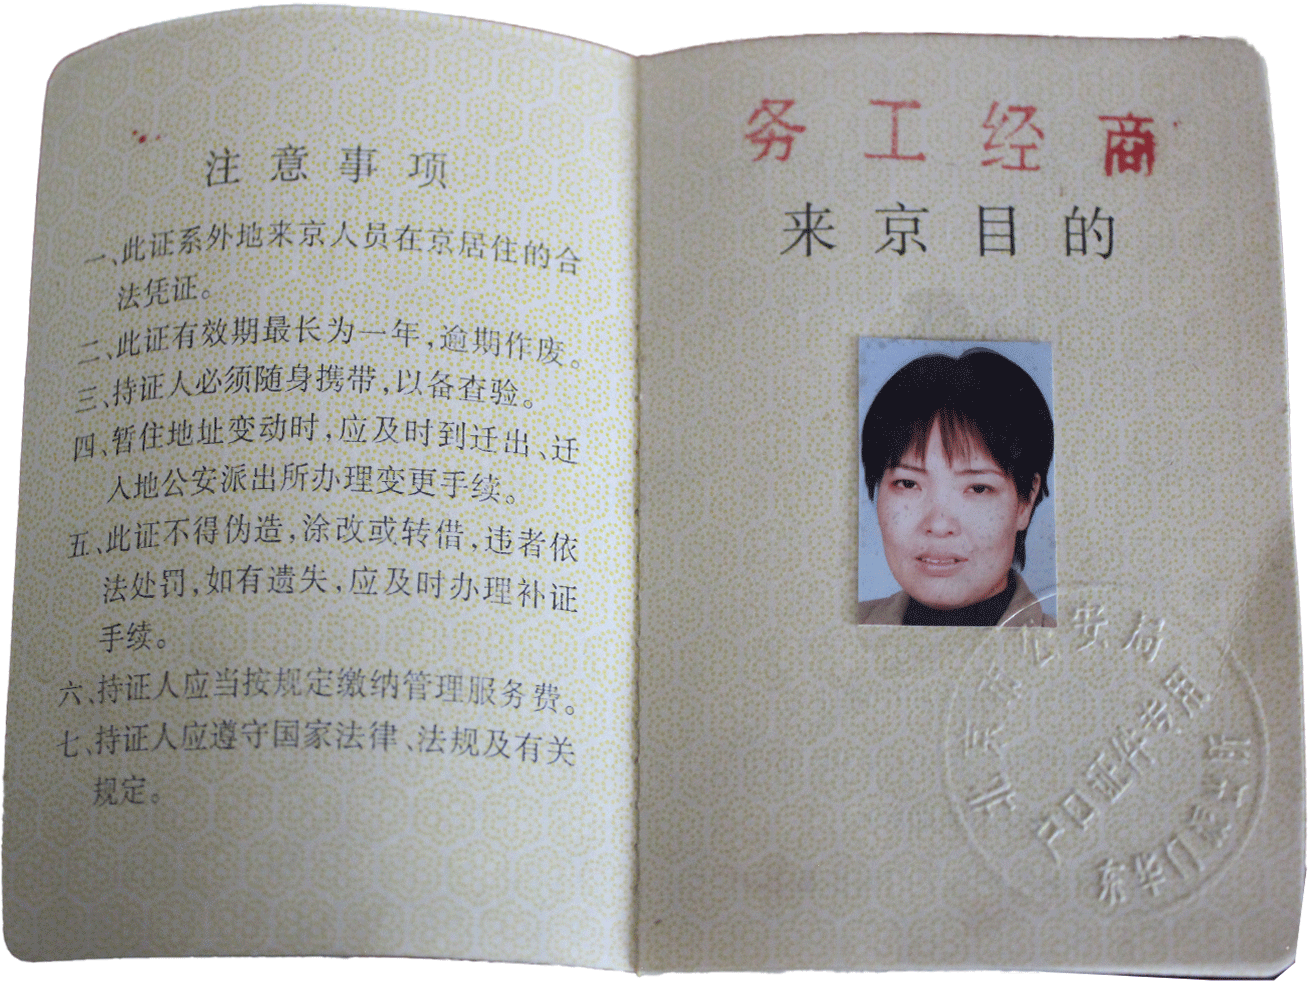 注意事项
一、此证系外地来京人员在京居住的合
法凭证。
二、此证有效期最长为一年,逾期作废。
三、持证人必须随身携带,以备查验。
四、暂住地址变动时,应及时到迁出、迁
入地公安派出所办理变更手续。
五、此证不得伪造,涂改或转借,违者依
法处罚,如有遗失,应及时办理补证
手续。
六、持证人应当按规定缴纳管理服务费。
七、持证人应遵守国家法律、法规及有关
规定。
务工经商
来京目的
北京市公安局
户口证件专用
东华门派出所